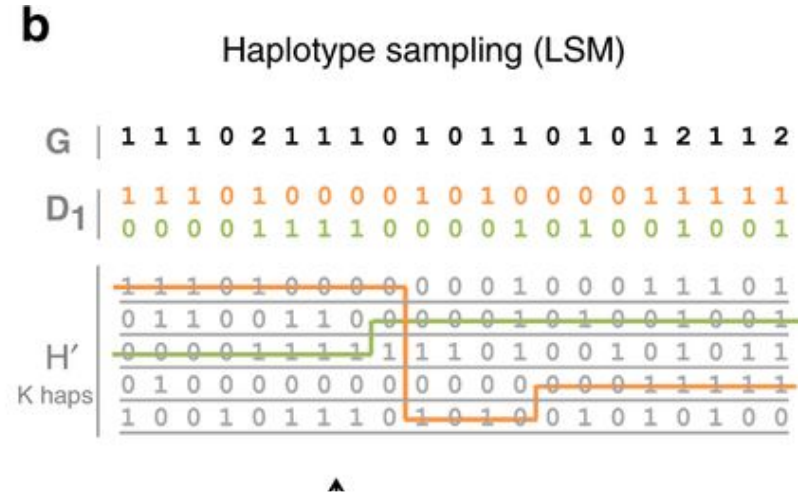 b
Haplotype sampling (LSM)
G 1 1 1 0 2 1 1 1 0 1 0 1 1 0 1 0 1 2 1 1 2
D1
1 1 1 0 1 0 0 0 0 1 0 1 0 0 0 0 1 1 1 1 1
0 0 0 0 1 1 1 1 0 0 0 0 1 0 1 0 0 1 0 0 1
H′
K haps
1 1 1 0 1 0 0 0 0 0 0 0 1 0 0 0 1 1 1 0 1
0 1 1 0 0 1 1 0 0 0 0 0 1 0 1 0 0 1 0 0 1
0 0 0 0 1 1 1 1 1 1 1 0 1 0 0 1 0 1 0 1 1
0 1 0 0 0 0 0 0 0 0 0 0 0 0 0 0 1 1 1 1 1
1 0 0 1 0 1 1 1 0 1 0 1 0 0 1 0 1 0 1 0 0